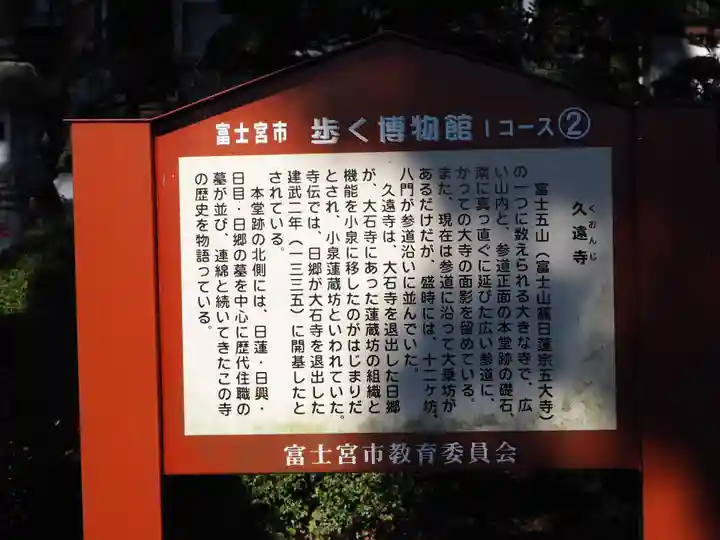 富士宮市 歩く博物館 Iコース②
久遠寺
くおんじ
富士五山（富士山麓日蓮宗五大寺）
の一つに数えられる大きな寺で、広
い山内と、参道正面の本堂跡の礎石、
南に真っ直ぐに延びた広い参道に、
かつての大寺の面影を留めている。
また、現在は参道に沿って大乗坊が
あるだけだが、盛時には、十二ヶ坊、
八門が参道沿いに並んでいた。
久遠寺は、大石寺を退出した日郷
が、大石寺にあった蓮蔵坊の組織と
機能を小泉に移したのがはじまりだ
とされ、小泉蓮蔵坊といわれていた。
寺伝では、日郷が大石寺を退出した
建武二年（一三三五）に開基したと
されている。
本堂跡の北側には、日蓮・日興・
日目・日郷の墓を中心に歴代住職の
墓が並び、連綿と続いてきたこの寺
の歴史を物語っている。
富士宮市教育委員会